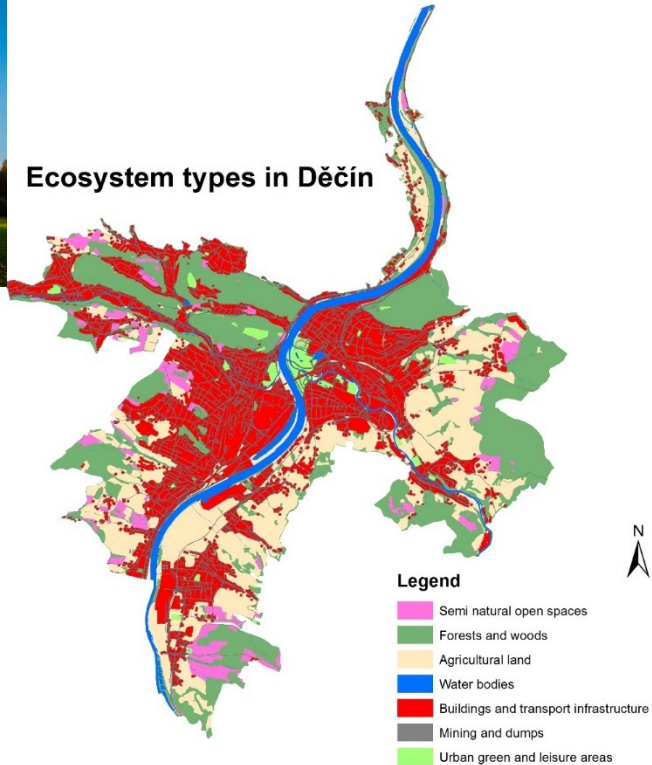 Ecosystem types in Děčín
N
Legend
Semi natural open spaces
Forests and woods
Agricultural land
Water bodies
Buildings and transport infrastructure
Mining and dumps
Urban green and leisure areas